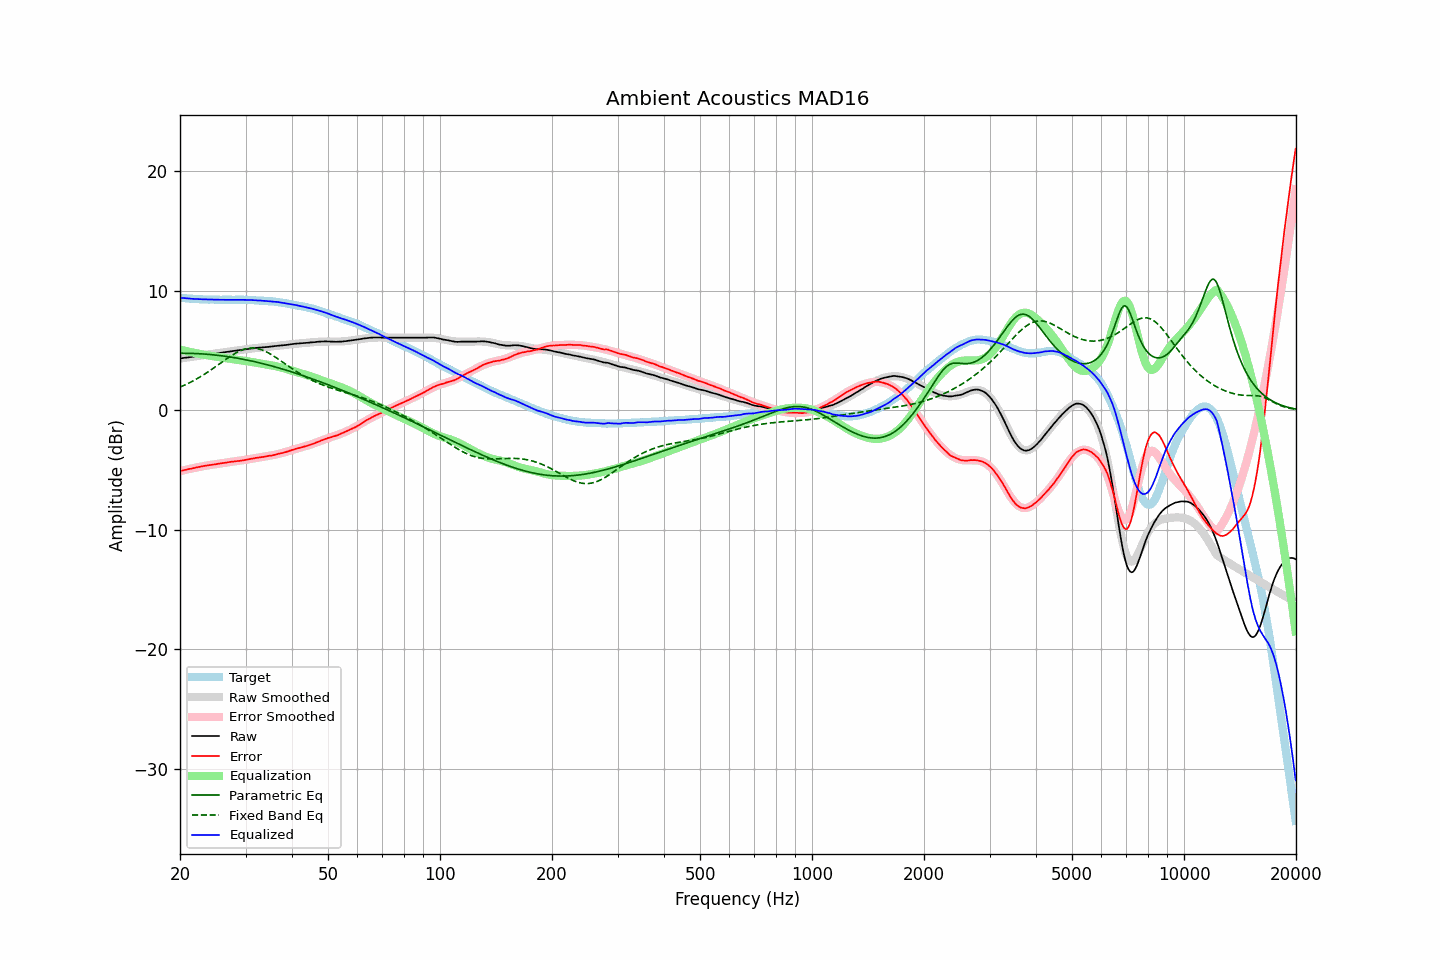 Ambient Acoustics MAD16
Amplitude (dBr)
20
10
0
−10
−20
−30
Target
Raw Smoothed
Error Smoothed
Raw
Error
Equalization
Parametric Eq
Fixed Band Eq
Equalized
20 50 100 200 500 1000 2000 5000 10000 20000
Frequency (Hz)